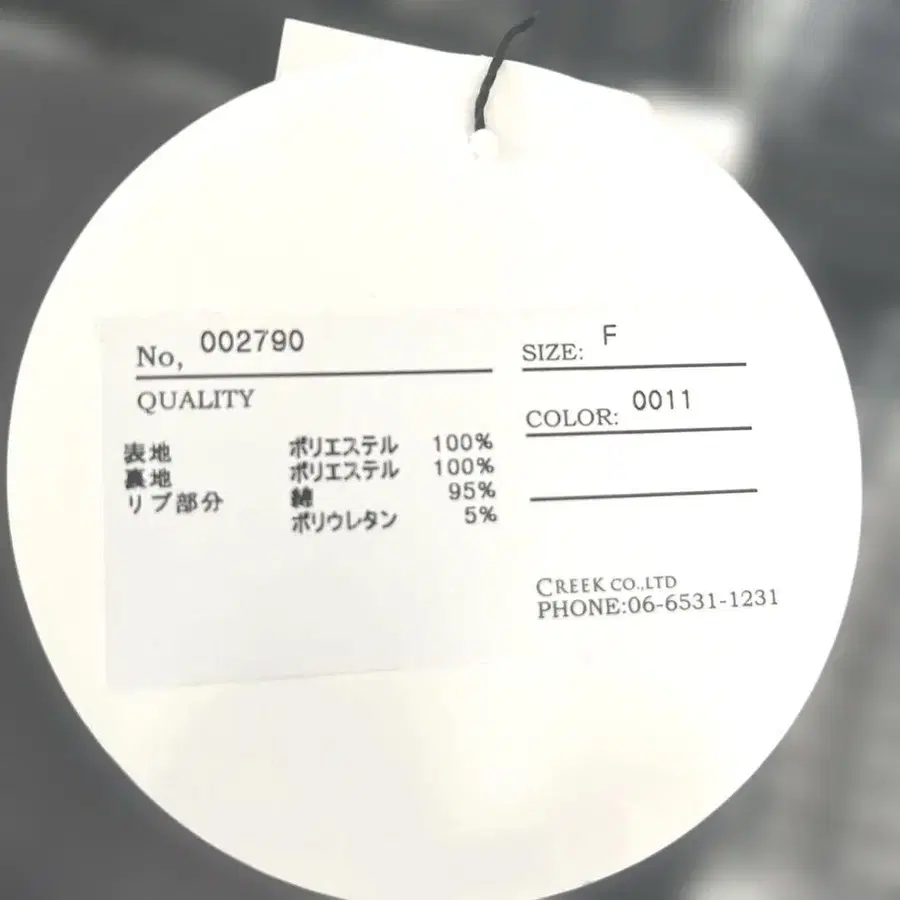 No, 002790
SIZE: F
QUALITY
COLOR: 0011
表地 ポリエステル 100%
裏地 ポリエステル 100%
リブ部分 綿 95%
ポリウレタン 5%
CREEK CO.,LTD
PHONE:06-6531-1231